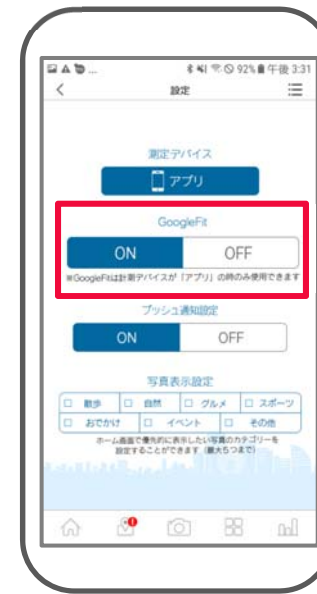 92% 午後 3:31
設定
測定デバイス
アプリ
GoogleFit
ON OFF
※GoogleFitは計測デバイスが「アプリ」の時のみ使用できます
プッシュ通知設定
ON OFF
写真表示設定
散歩 自然 グルメ スポーツ
おでかけ イベント その他
ホーム画面で優先的に表示したい写真のカテゴリーを
設定することができます（最大5つまで）